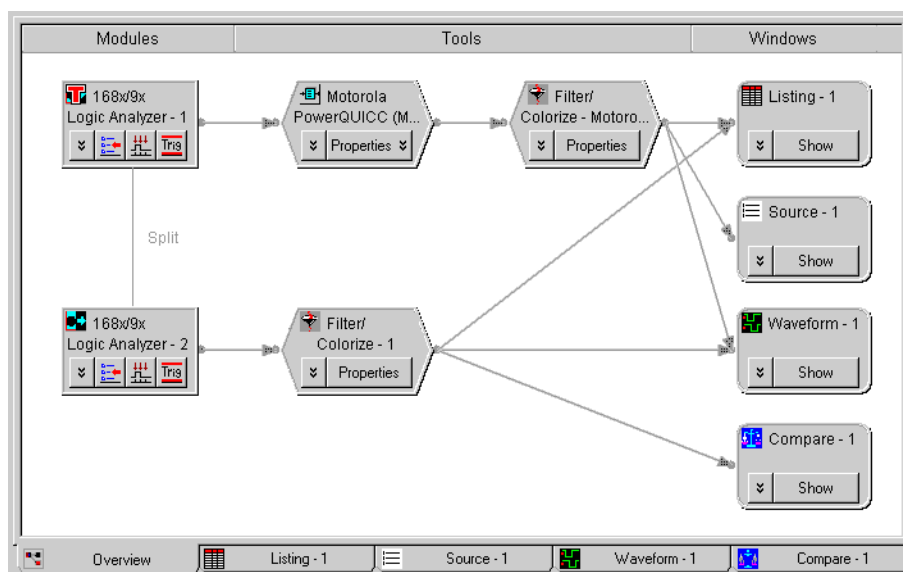 Modules
Tools
Windows
168x/9x
Logic Analyzer - 1
Trig
Motorola
PowerQUICC (M...
Properties
Filter/
Colorize - Motoro...
Properties
Listing - 1
Show
Source - 1
Show
Split
168x/9x
Logic Analyzer - 2
Trig
Filter/
Colorize - 1
Properties
Waveform - 1
Show
Compare - 1
Show
Overview
Listing - 1
Source - 1
Waveform - 1
Compare - 1